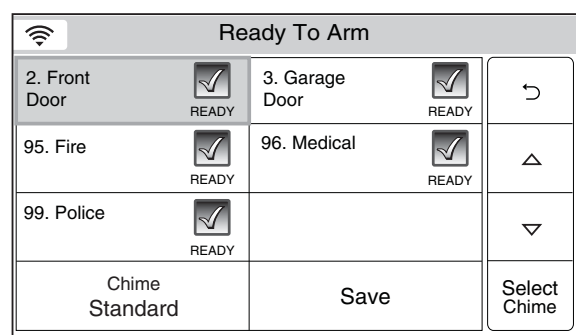 Ready To Arm
2. Front
Door
READY
3. Garage
Door
READY
95. Fire
READY
96. Medical
READY
99. Police
READY
Chime
Standard
Save
Select
Chime